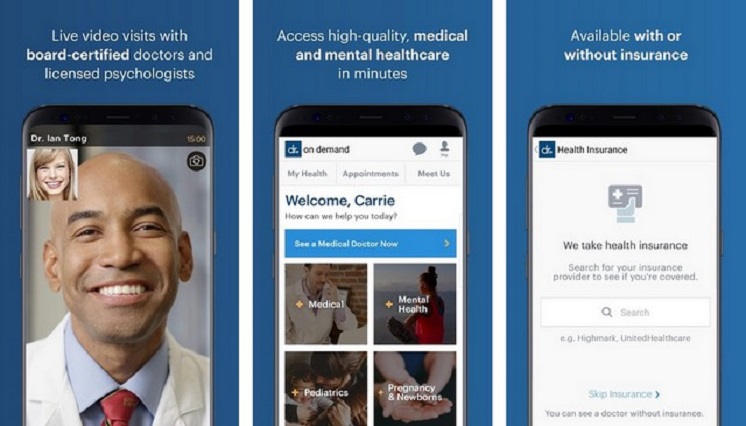 Live video visits with
board-certified doctors and
licensed psychologists
Dr. Ian Tong
15:00
Access high-quality, medical
and mental healthcare
in minutes
dr. on demand
My Health
Appointments
Meet Us
Welcome, Carrie
How can we help you today?
See a Medical Doctor Now
+ Medical
+ Mental
Health
+ Pediatrics
+ Pregnancy
& Newborns
Available with or
without insurance
dr. Health Insurance
We take health insurance
Search for your insurance
provider to see if you're covered.
Search
e.g. Highmark, UnitedHealthcare
Skip Insurance
You can see a doctor without insurance.